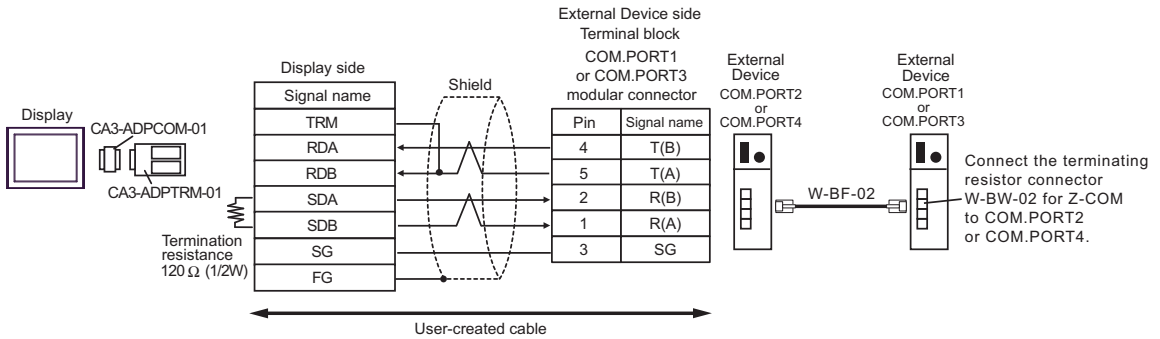 Display
CA3-ADPCOM-01
CA3-ADPTRM-01
Display side
Signal name
TRM
RDA
RDB
SDA
SDB
SG
FG
Termination
resistance
120 Ω (1/2W)
Shield
External Device side
Terminal block
COM.PORT1
or COM.PORT3
modular connector
Pin Signal name
4 T(B)
5 T(A)
2 R(B)
1 R(A)
3 SG
User-created cable
External
Device
COM.PORT2
or
COM.PORT4
W-BF-02
External
Device
COM.PORT1
or
COM.PORT3
Connect the terminating
resistor connector
W-BW-02 for Z-COM
to COM.PORT2
or COM.PORT4.